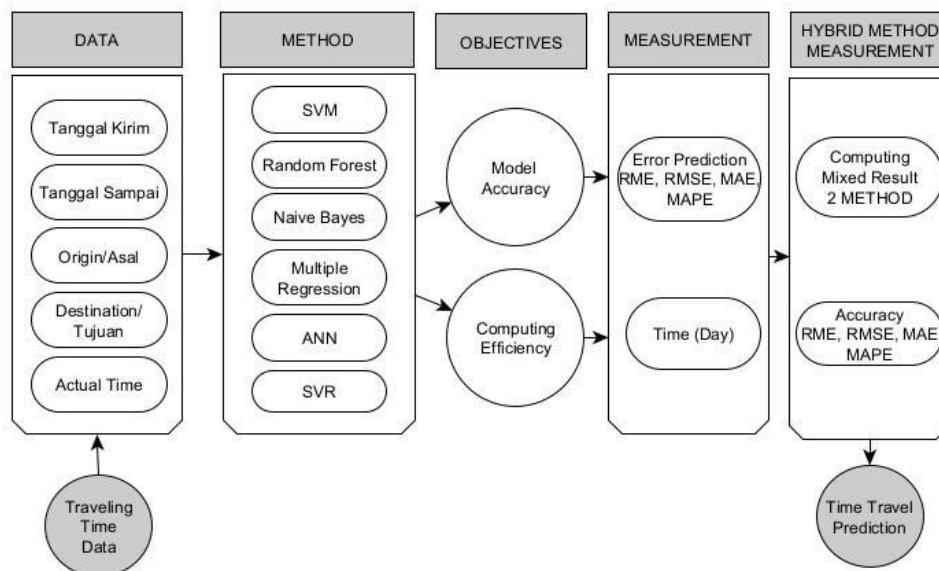 DATA
METHOD
OBJECTIVES
MEASUREMENT
HYBRID METHOD
MEASUREMENT
Tanggal Kirim
Tanggal Sampai
Origin/Asal
Destination/
Tujuan
Actual Time
SVM
Random Forest
Naive Bayes
Multiple
Regression
ANN
SVR
Model
Accuracy
Computing
Efficiency
Error Prediction
RME, RMSE, MAE,
MAPE
Time (Day)
Computing
Mixed Result
2 METHOD
Accuracy
RME, RMSE, MAE
MAPE
Traveling
Time
Data
Time Travel
Prediction